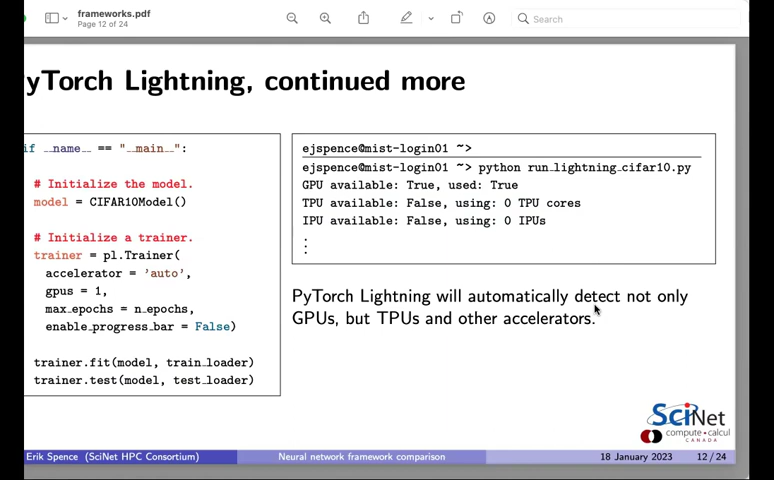 frameworks.pdf
Page 12 of 24
Search
yTorch Lightning, continued more
if __name__ == "__main__":
# Initialize the model.
model = CIFAR10Model()
# Initialize a trainer.
trainer = pl.Trainer(
accelerator = 'auto',
gpus = 1,
max_epochs = n_epochs,
enable_progress_bar = False)
trainer.fit(model, train_loader)
trainer.test(model, test_loader)
ejspence@mist-login01 ~>
ejspence@mist-login01 ~> python run_lightning_cifar10.py
GPU available: True, used: True
TPU available: False, using: 0 TPU cores
IPU available: False, using: 0 IPUs
⋮
PyTorch Lightning will automatically detect not only
GPUs, but TPUs and other accelerators.
SciNet
compute • calcul
CANADA
Erik Spence (SciNet HPC Consortium)
Neural network framework comparison
18 January 2023
12 / 24